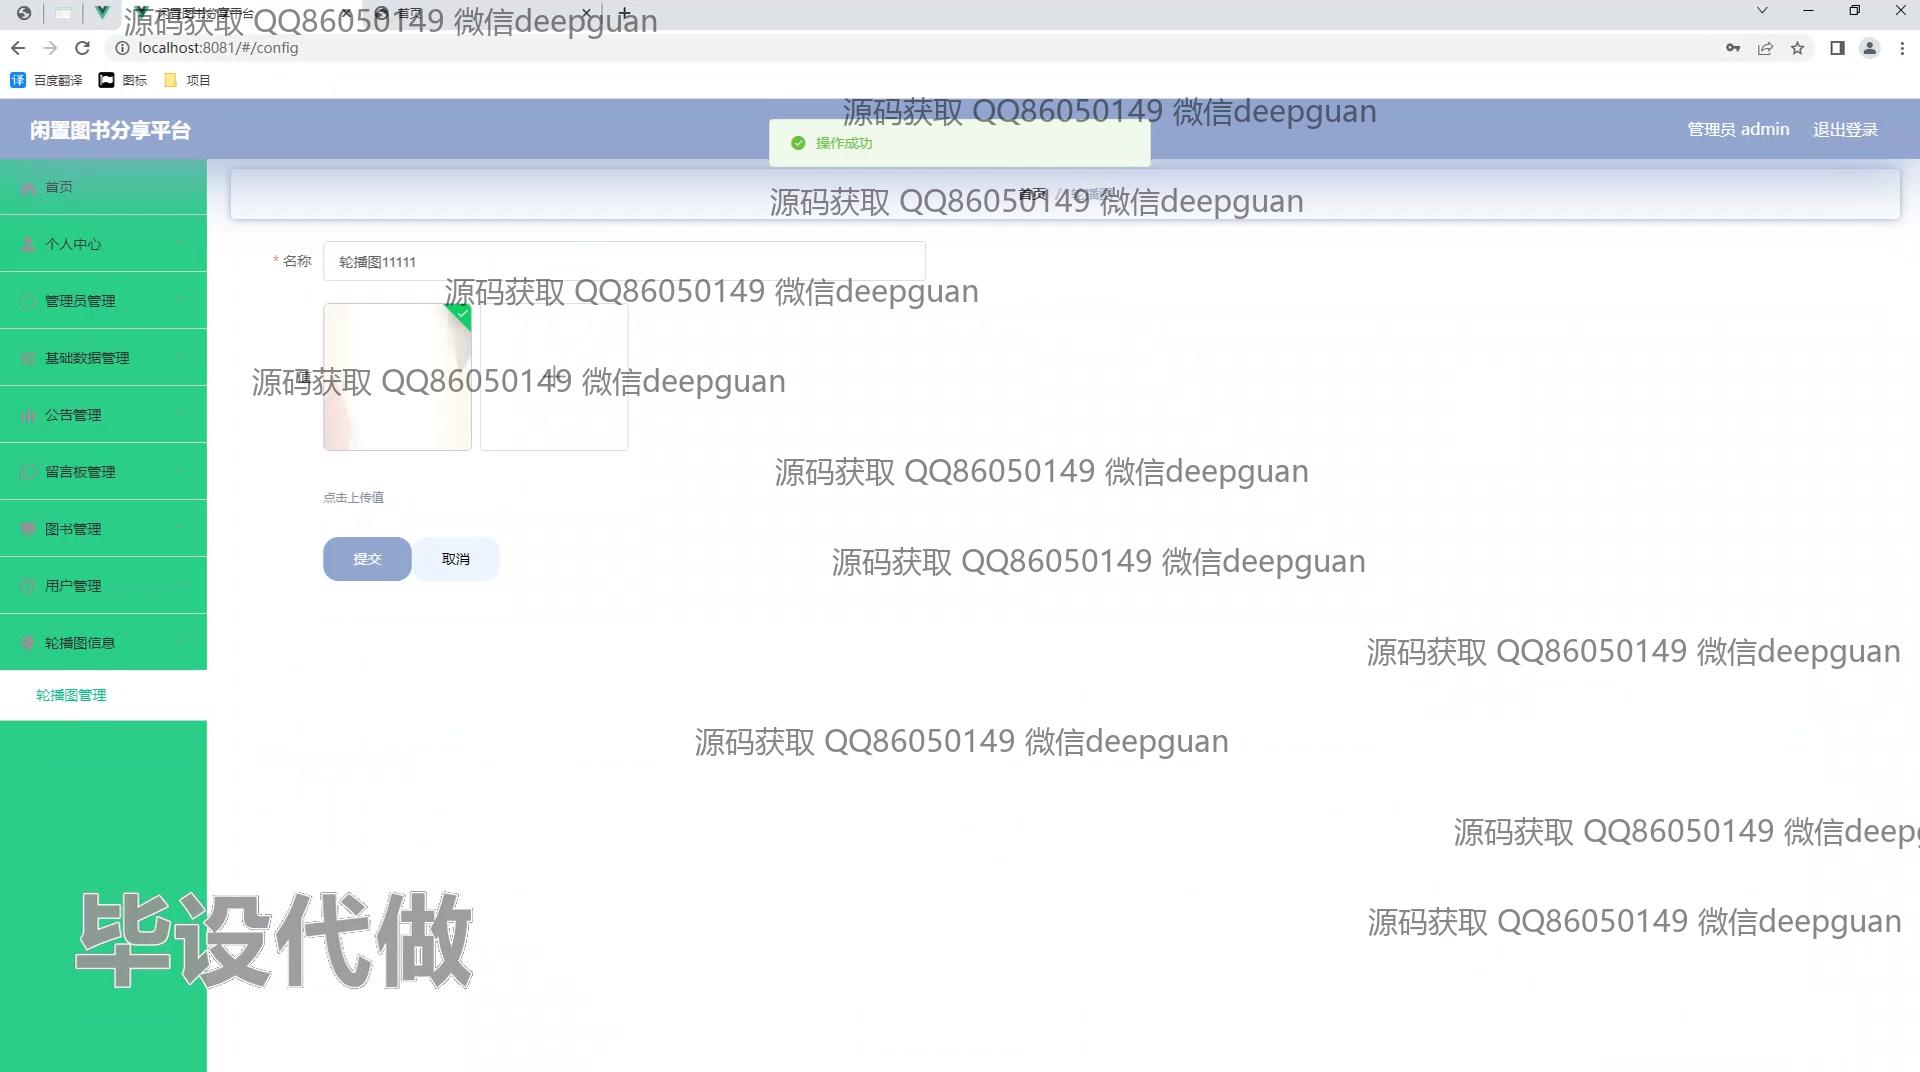 闲置图书分享平台
首页
源码获取 QQ86050149 微信deepguan
localhost:8081/#/config
百度翻译
图标
项目
源码获取 QQ86050149 微信deepguan
闲置图书分享平台
管理员 admin
退出登录
操作成功
首页
首页 / 轮播图
源码获取 QQ86050149 微信deepguan
个人中心
* 名称
轮播图11111
源码获取 QQ86050149 微信deepguan
管理员管理
基础数据管理
值
源码获取 QQ86050149 微信deepguan
公告管理
留言板管理
源码获取 QQ86050149 微信deepguan
点击上传值
图书管理
提交
取消
源码获取 QQ86050149 微信deepguan
用户管理
轮播图信息
源码获取 QQ86050149 微信deepguan
轮播图管理
源码获取 QQ86050149 微信deepguan
源码获取 QQ86050149 微信deep
源码获取 QQ86050149 微信deepguan
毕设代做